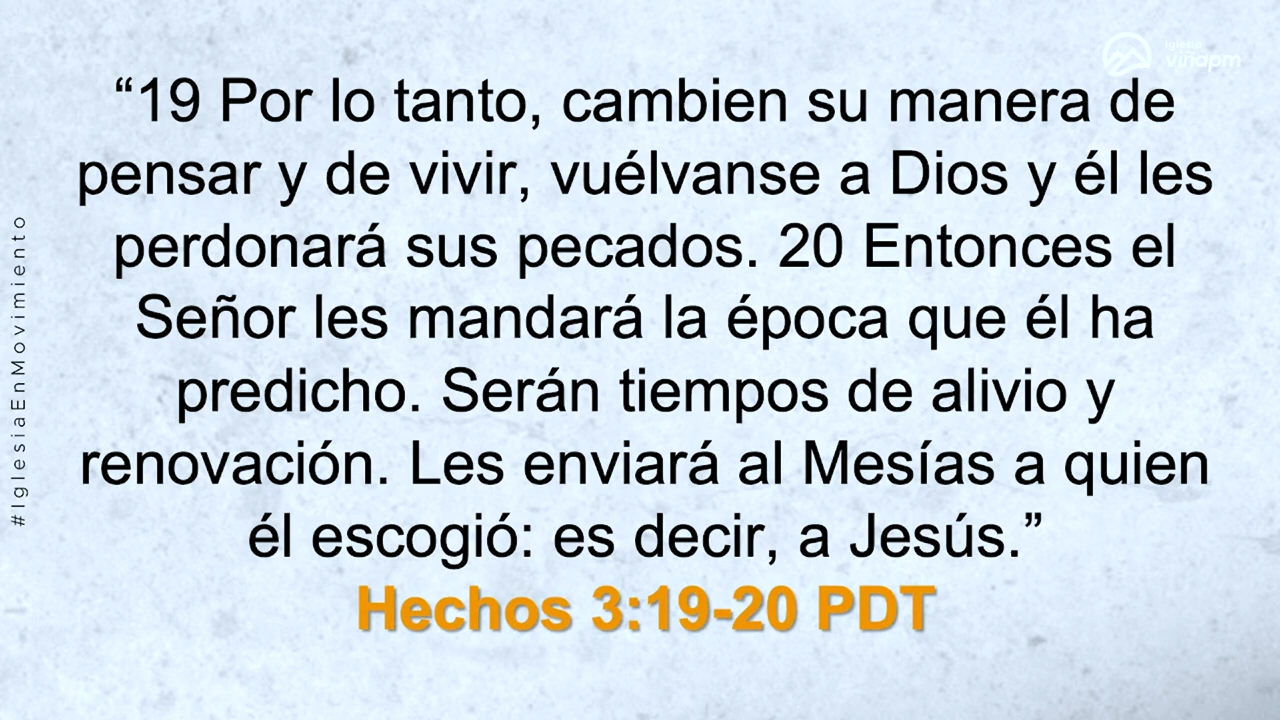 iglesia
viñapm
“19 Por lo tanto, cambien su manera de
pensar y de vivir, vuélvanse a Dios y él les
perdonará sus pecados. 20 Entonces el
Señor les mandará la época que él ha
predicho. Serán tiempos de alivio y
renovación. Les enviará al Mesías a quien
él escogió: es decir, a Jesús.”
Hechos 3:19-20 PDT
#IglesiaEnMovimiento